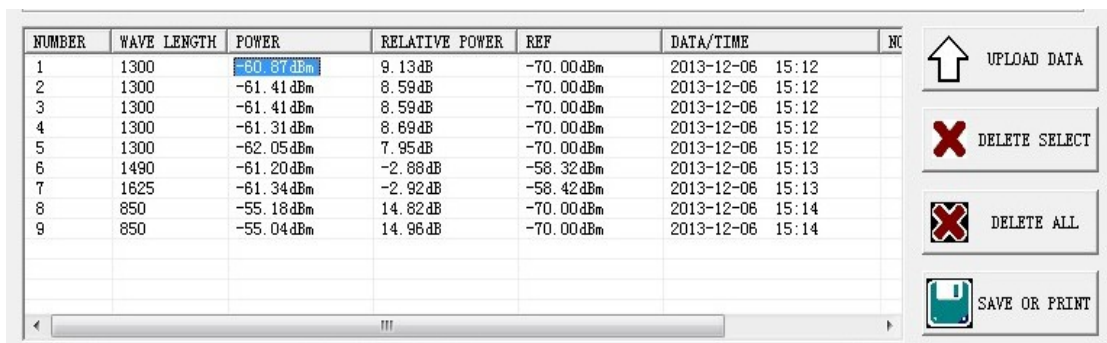 NUMBER WAVE LENGTH POWER RELATIVE POWER REF DATA/TIME
1 1300 -60.87dBm 9.13dB -70.00dBm 2013-12-06 15:12
2 1300 -61.41dBm 8.59dB -70.00dBm 2013-12-06 15:12
3 1300 -61.41dBm 8.59dB -70.00dBm 2013-12-06 15:12
4 1300 -61.31dBm 8.69dB -70.00dBm 2013-12-06 15:12
5 1300 -62.05dBm 7.95dB -70.00dBm 2013-12-06 15:12
6 1490 -61.20dBm -2.88dB -58.32dBm 2013-12-06 15:13
7 1625 -61.34dBm -2.92dB -58.42dBm 2013-12-06 15:13
8 850 -55.18dBm 14.82dB -70.00dBm 2013-12-06 15:14
9 850 -55.04dBm 14.96dB -70.00dBm 2013-12-06 15:14
UPLOAD DATA
DELETE SELECT
DELETE ALL
SAVE OR PRINT